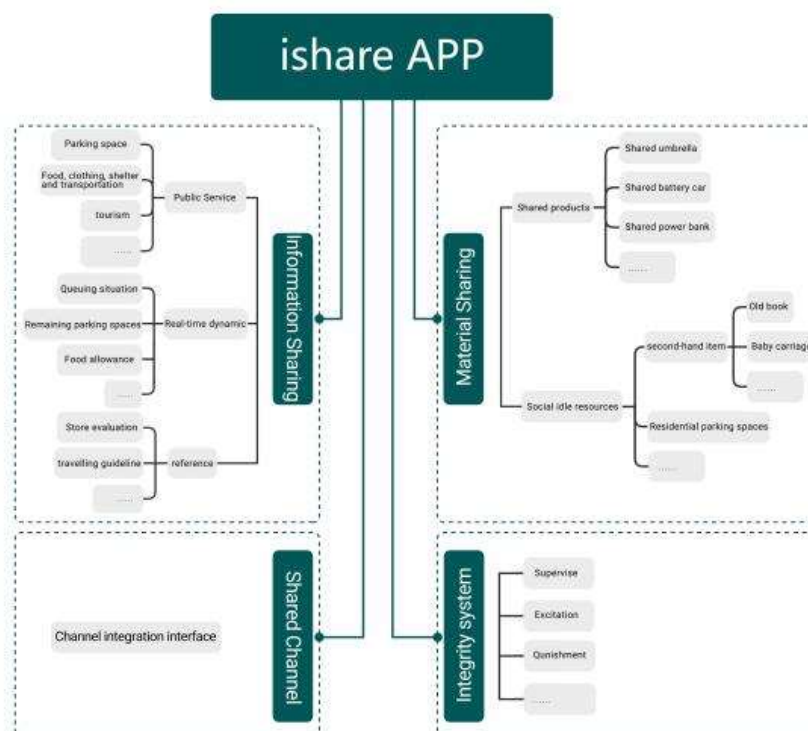 ishare APP
Information Sharing
Public Service
Parking space
Food, clothing, shelter
and transportation
tourism
......
Real-time dynamic
Queuing situation
Remaining parking spaces
Food allowance
......
reference
Store evaluation
travelling guideline
......
Material Sharing
Shared products
Shared umbrella
Shared battery car
Shared power bank
......
Social idle resources
second-hand item
Old book
Baby carriage
......
Residential parking spaces
......
Shared Channel
Channel integration interface
Integrity system
Supervise
Excitation
Qunishment
......